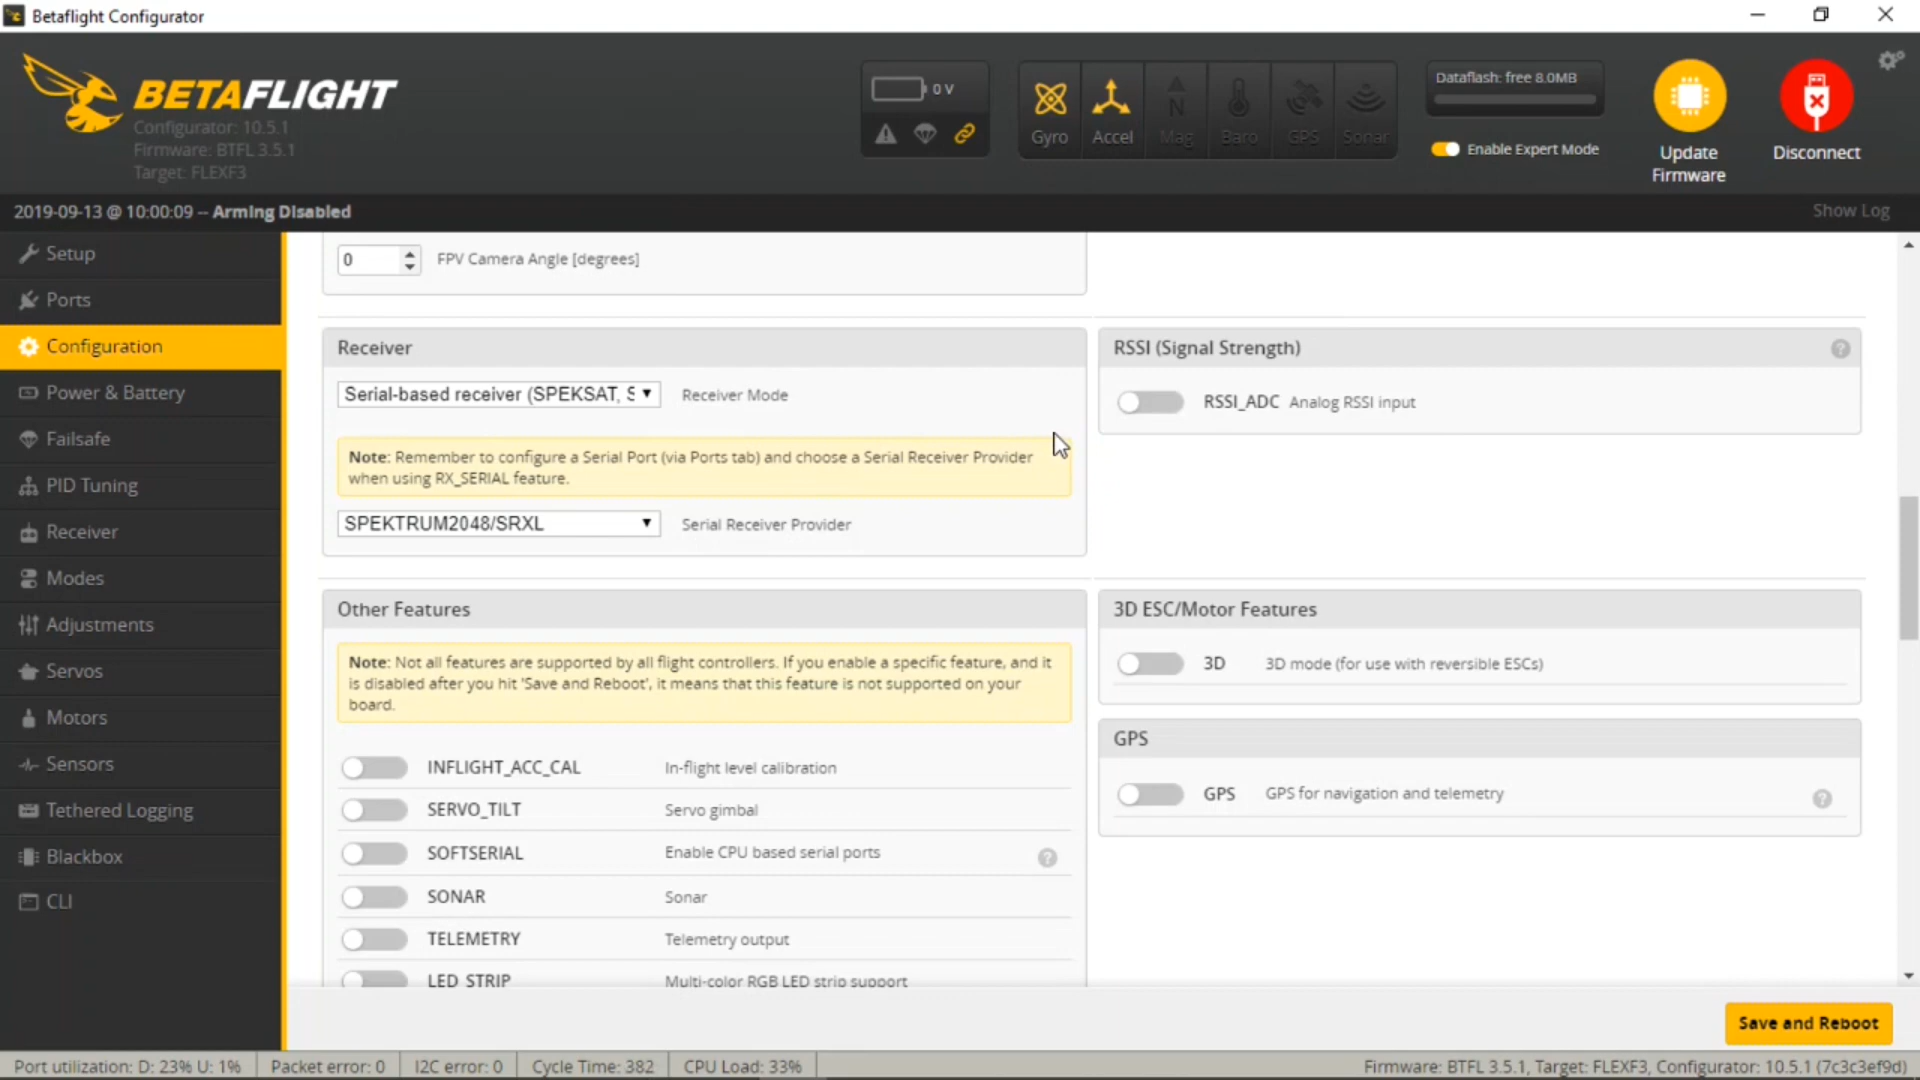 Betaflight Configurator
BETAFLIGHT
Configurator: 10.5.1
Firmware: BTFL 3.5.1
Target: FLEXF3
0 V
Gyro
Accel
Mag
Baro
GPS
Sonar
Dataflash: free 8.0MB
Enable Expert Mode
Update
Firmware
Disconnect
2019-09-13 @ 10:00:09 -- Arming Disabled
Show Log
Setup
Ports
Configuration
Power & Battery
Failsafe
PID Tuning
Receiver
Modes
Adjustments
Servos
Motors
Sensors
Tethered Logging
Blackbox
CLI
0 FPV Camera Angle [degrees]
Receiver
Serial-based receiver (SPEKSAT, S Receiver Mode
Note: Remember to configure a Serial Port (via Ports tab) and choose a Serial Receiver Provider
when using RX_SERIAL feature.
SPEKTRUM2048/SRXL Serial Receiver Provider
RSSI (Signal Strength)
RSSI_ADC Analog RSSI input
Other Features
Note: Not all features are supported by all flight controllers. If you enable a specific feature, and it
is disabled after you hit 'Save and Reboot', it means that this feature is not supported on your
board.
INFLIGHT_ACC_CAL In-flight level calibration
SERVO_TILT Servo gimbal
SOFTSERIAL Enable CPU based serial ports
SONAR Sonar
TELEMETRY Telemetry output
LED_STRIP Multi-color RGB LED strip support
3D ESC/Motor Features
3D 3D mode (for use with reversible ESCs)
GPS
GPS GPS for navigation and telemetry
Save and Reboot
Port utilization: D: 23% U: 1% Packet error: 0 I2C error: 0 Cycle Time: 382 CPU Load: 33% Firmware: BTFL 3.5.1, Target: FLEXF3, Configurator: 10.5.1 (7c3c3ef9d)